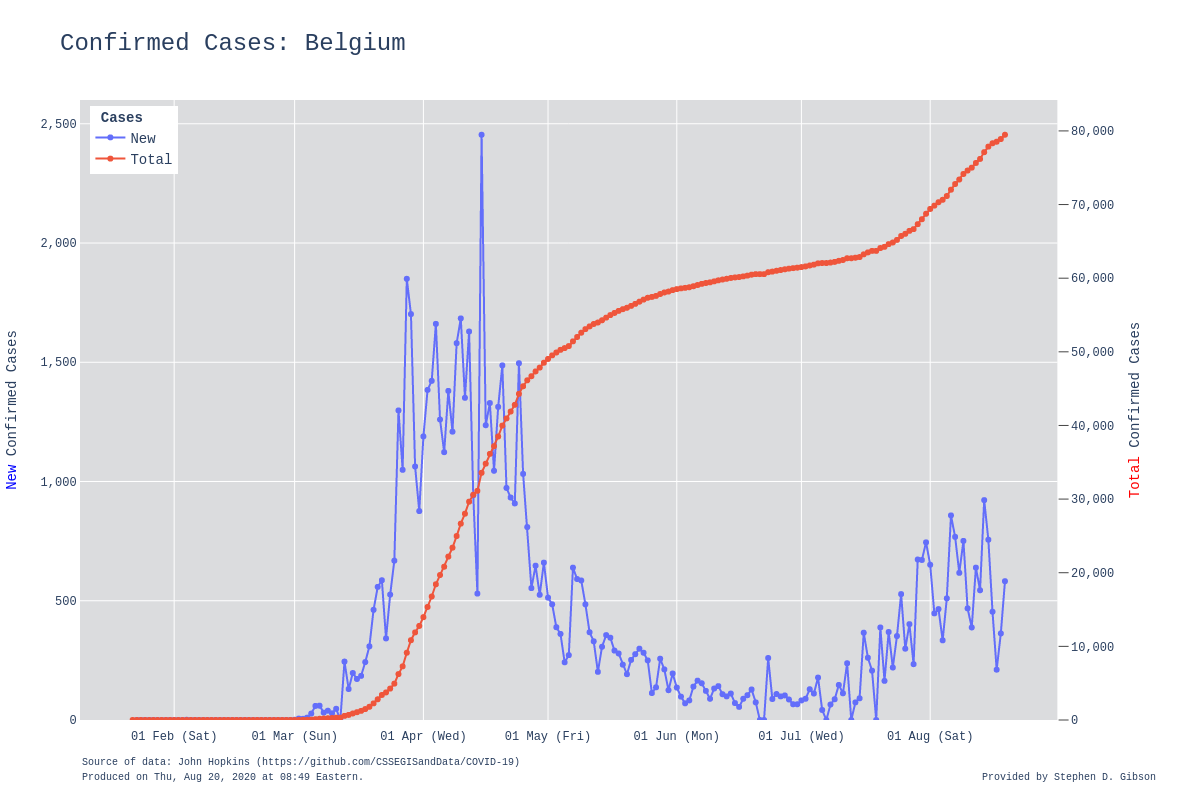 Confirmed Cases: Belgium
Cases
New
Total
2,500
2,000
1,500
1,000
500
0
80,000
70,000
60,000
50,000
40,000
30,000
20,000
10,000
0
New Confirmed Cases
Total Confirmed Cases
01 Feb (Sat)
01 Mar (Sun)
01 Apr (Wed)
01 May (Fri)
01 Jun (Mon)
01 Jul (Wed)
01 Aug (Sat)
Source of data: John Hopkins (https://github.com/CSSEGISandData/COVID-19)
Produced on Thu, Aug 20, 2020 at 08:49 Eastern.
Provided by Stephen D. Gibson